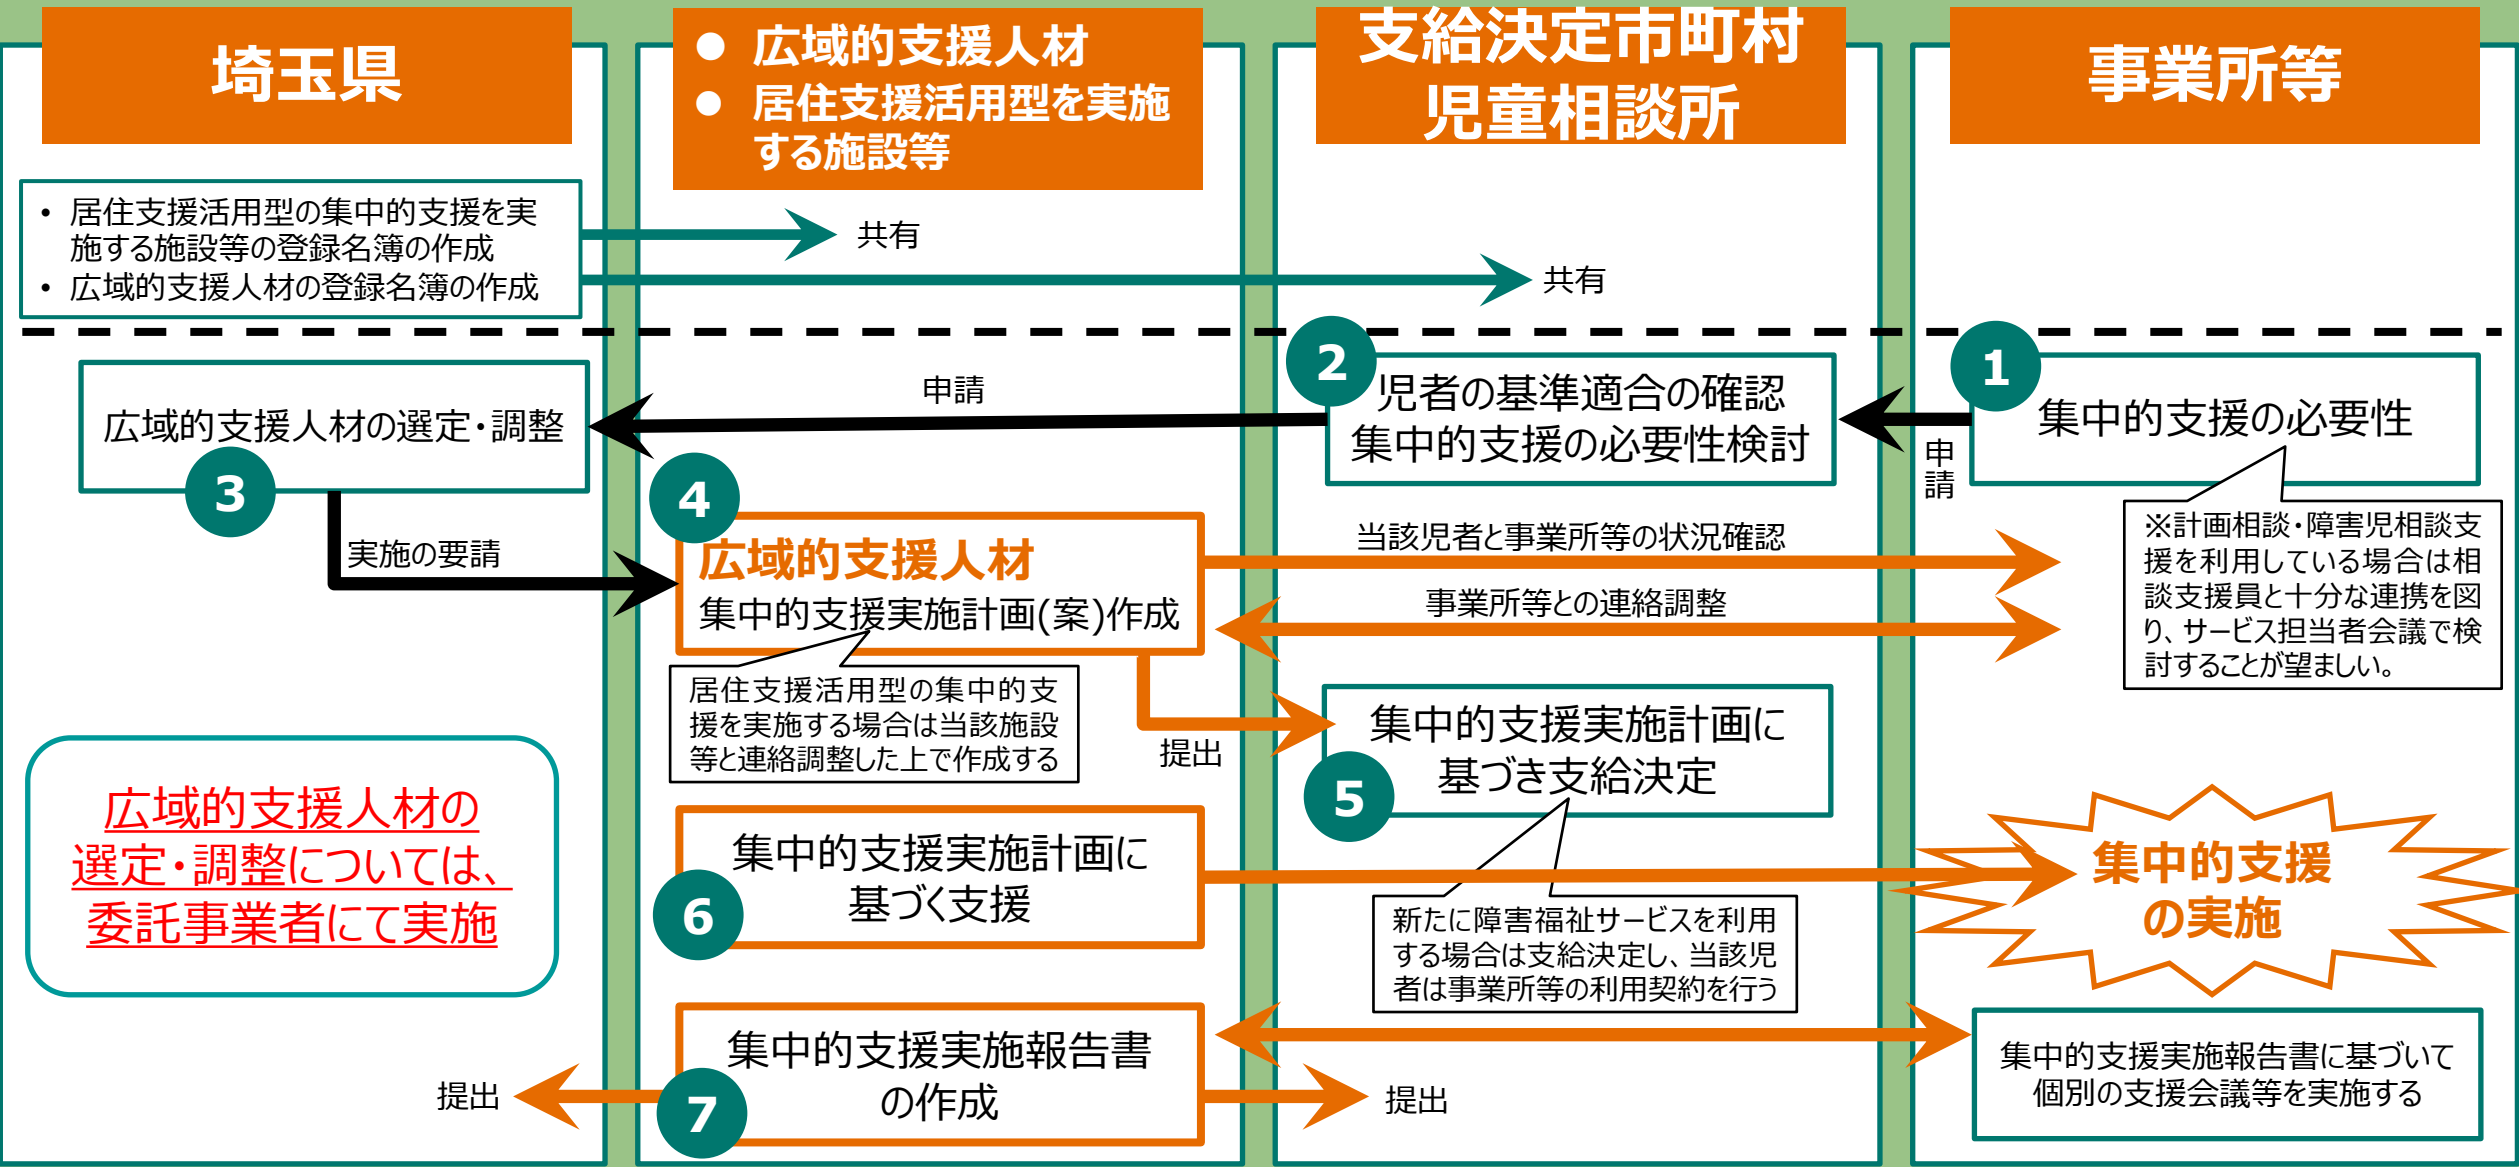 埼玉県
● 広域的支援人材
● 居住支援活用型を実施
する施設等
支給決定市町村
児童相談所
事業所等
• 居住支援活用型の集中的支援を実
施する施設等の登録名簿の作成
• 広域的支援人材の登録名簿の作成
共有
共有
1
集中的支援の必要性
申請
※計画相談・障害児相談支
援を利用している場合は相
談支援員と十分な連携を図
り、サービス担当者会議で検
討することが望ましい。
2
児者の基準適合の確認
集中的支援の必要性検討
申請
広域的支援人材の選定・調整
3
実施の要請
4
広域的支援人材
集中的支援実施計画(案)作成
居住支援活用型の集中的支
援を実施する場合は当該施設
等と連絡調整した上で作成する
当該児者と事業所等の状況確認
事業所等との連絡調整
提出
集中的支援実施計画に
基づき支給決定
5
新たに障害福祉サービスを利用
する場合は支給決定し、当該児
者は事業所等の利用契約を行う
広域的支援人材の
選定・調整については、
委託事業者にて実施
集中的支援実施計画に
基づく支援
6
集中的支援
の実施
集中的支援実施報告書
の作成
7
提出
提出
集中的支援実施報告書に基づいて
個別の支援会議等を実施する